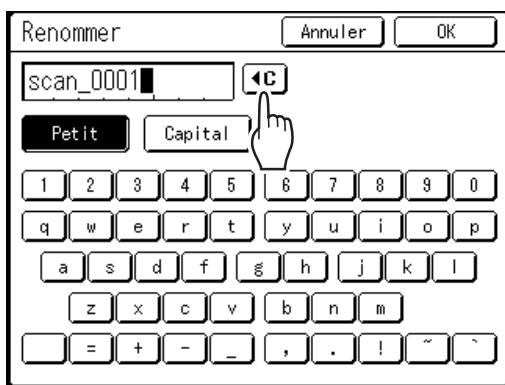 Renommer Annuler OK
scan_0001 ◀C
Petit Capital
1 2 3 4 5 6 7 8 9 0
q w e r t y u i o p
a s d f g h j k l
z x c v b n m
= + - _ , . ! ~ `